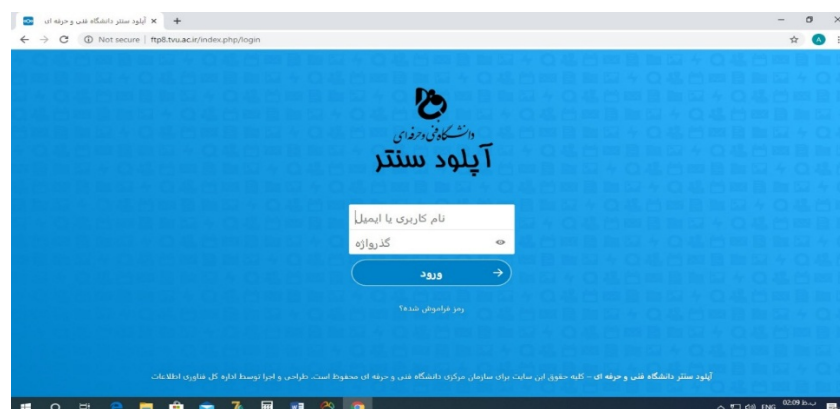 آپلود سنتر دانشگاه فنی و حرفه ای
Not secure | ftp8.tvu.ac.ir/index.php/login
دانشگاه فنی و حرفه‌ای
آپلود سنتر
نام کاربری یا ایمیل
گذرواژه
ورود
رمز فراموش شده؟
آپلود سنتر دانشگاه فنی و حرفه ای – کلیه حقوق این سایت برای سازمان مرکزی دانشگاه فنی و حرفه ای محفوظ است. طراحی و اجرا توسط اداره کل فناوری اطلاعات
ENG 02:09 ب.ظ